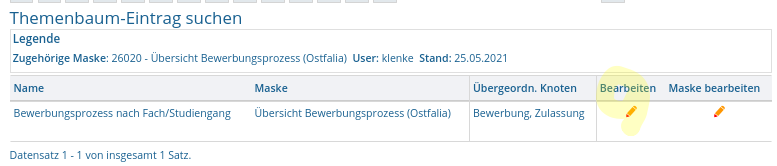 Themenbaum-Eintrag suchen
Legende
Zugehörige Maske: 26020 - Übersicht Bewerbungsprozess (Ostfalia) User: klenke Stand: 25.05.2021
Name Maske Übergeordn. Knoten Bearbeiten Maske bearbeiten
Bewerbungsprozess nach Fach/Studiengang Übersicht Bewerbungsprozess (Ostfalia) Bewerbung, Zulassung
Datensatz 1 - 1 von insgesamt 1 Satz.